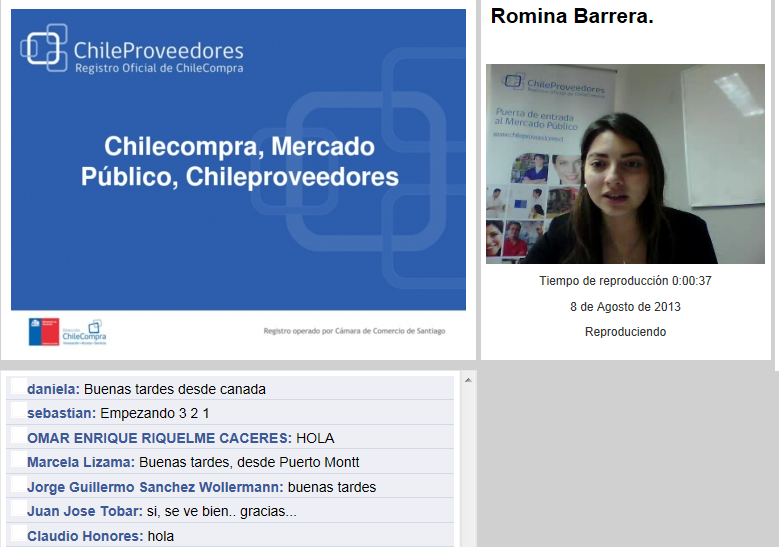 ChileProveedores
Registro Oficial de ChileCompra
Chilecompra, Mercado
Público, Chileproveedores
ChileCompra
Registro operado por Cámara de Comercio de Santiago
Romina Barrera.
ChileProveedores
Registro Oficial de ChileCompra
Puerta de entrada
al Mercado Público
Tiempo de reproducción 0:00:37
8 de Agosto de 2013
Reproduciendo
daniela: Buenas tardes desde canada
sebastian: Empezando 3 2 1
OMAR ENRIQUE RIQUELME CACERES: HOLA
Marcela Lizama: Buenas tardes, desde Puerto Montt
Jorge Guillermo Sanchez Wollermann: buenas tardes
Juan Jose Tobar: si, se ve bien.. gracias...
Claudio Honores: hola